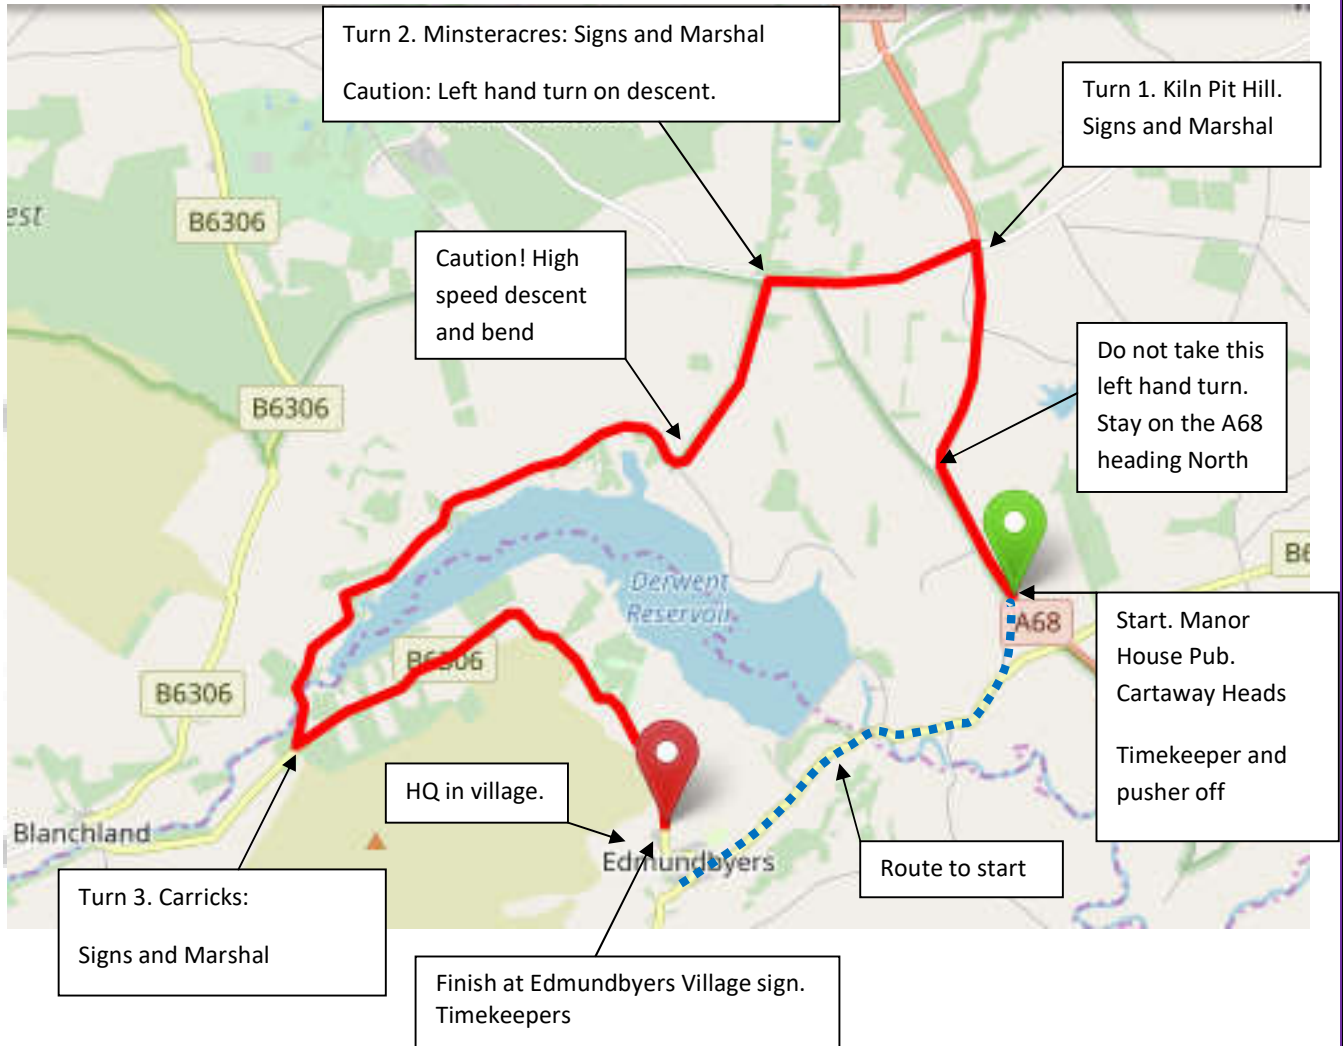 Turn 2. Minsteracres: Signs and Marshal
Caution: Left hand turn on descent.
Turn 1. Kiln Pit Hill.
Signs and Marshal
est
B6306
Caution! High
speed descent
and bend
Do not take this
left hand turn.
Stay on the A68
heading North
B6306
Derwent
Reservoir
A68
Start. Manor
House Pub.
Cartaway Heads
Timekeeper and
pusher off
B6306
B6306
HQ in village.
Blanchland
Edmundbyers
Route to start
Turn 3. Carricks:
Signs and Marshal
Finish at Edmundbyers Village sign.
Timekeepers